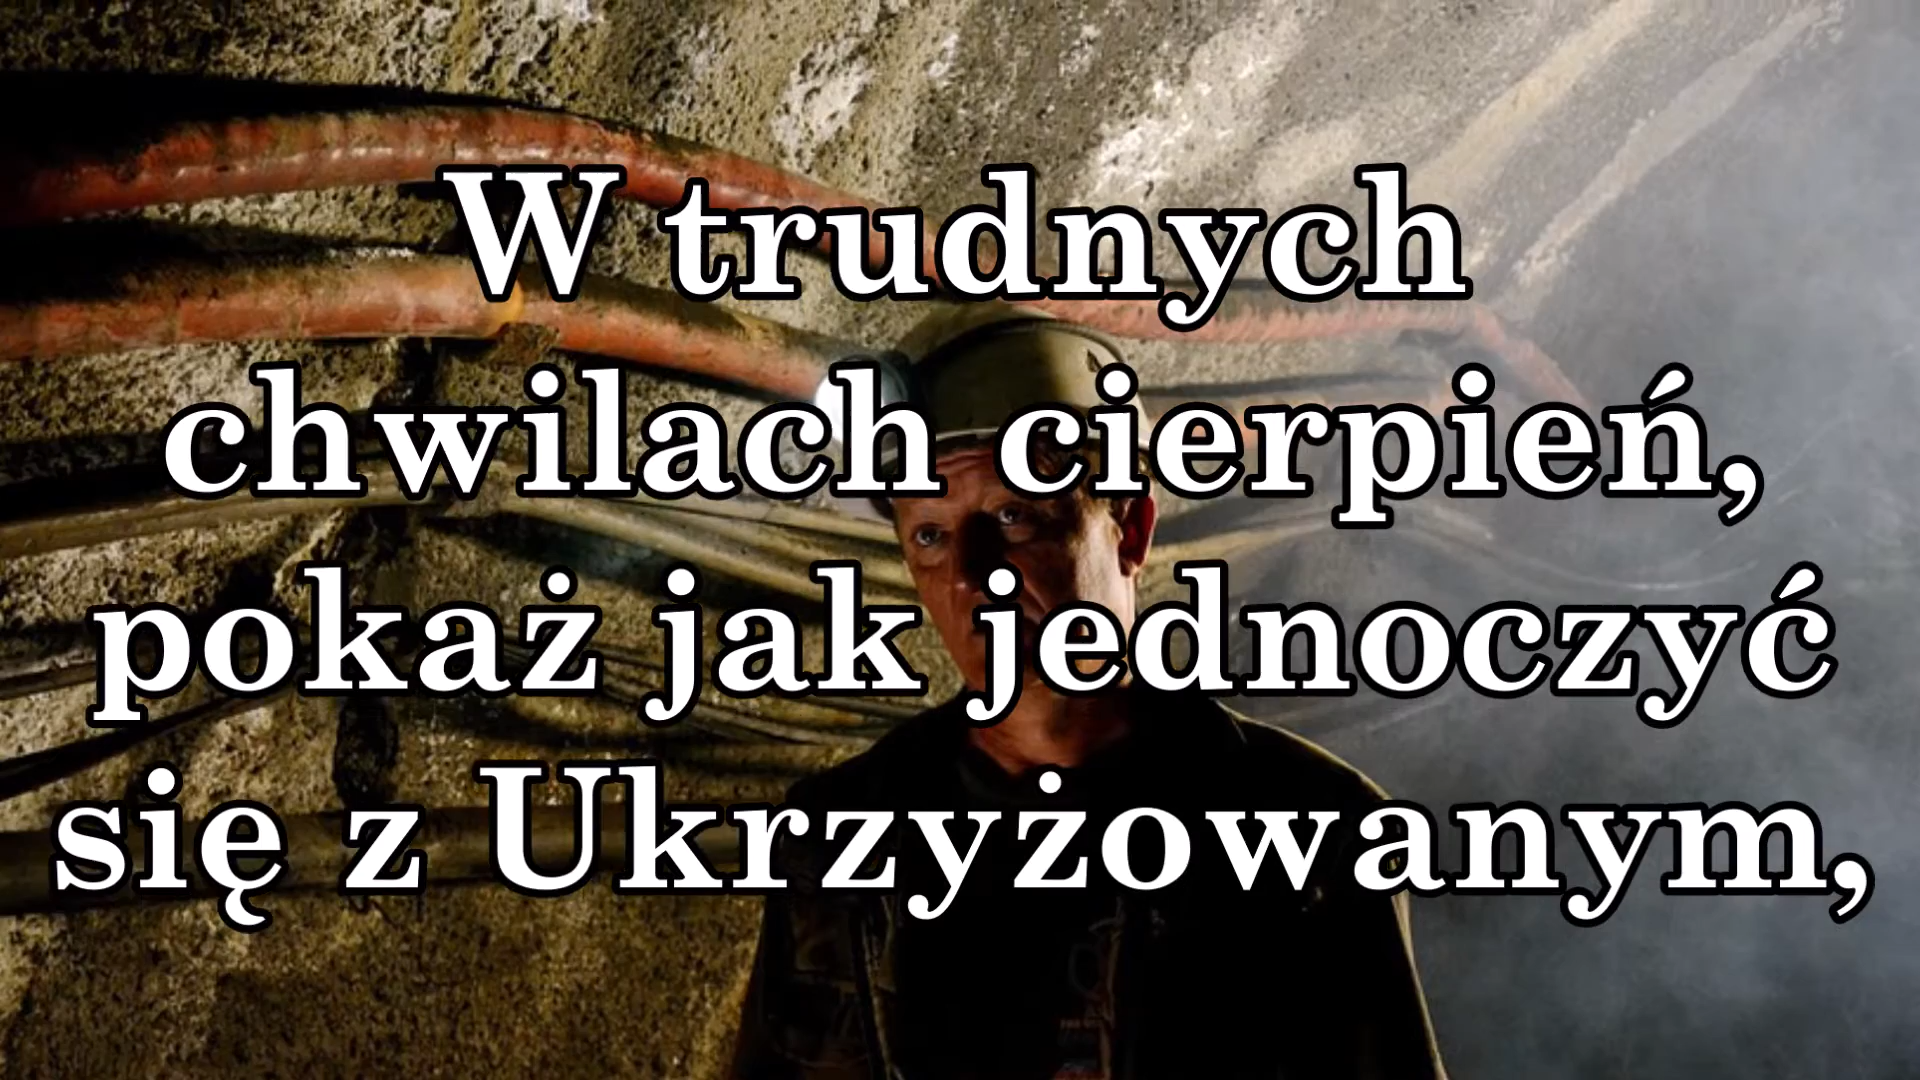 W trudnych
chwilach cierpień,
pokaż jak jednoczyć
się z Ukrzyżowanym,